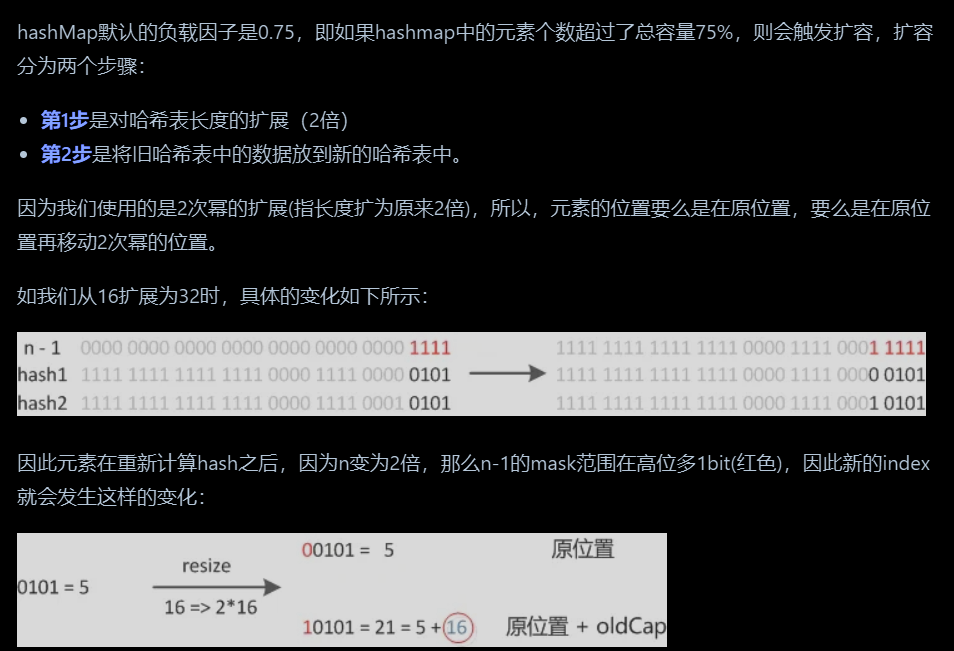 hashMap默认的负载因子是0.75，即如果hashmap中的元素个数超过了总容量75%，则会触发扩容，扩容
分为两个步骤：
• 第1步是对哈希表长度的扩展（2倍）
• 第2步是将旧哈希表中的数据放到新的哈希表中。
因为我们使用的是2次幂的扩展(指长度扩为原来2倍)，所以，元素的位置要么是在原位置，要么是在原位
置再移动2次幂的位置。
如我们从16扩展为32时，具体的变化如下所示：
n - 1 0000 0000 0000 0000 0000 0000 0000 1111 1111 1111 1111 1111 0000 1111 0001 1111
hash1 1111 1111 1111 1111 0000 1111 0000 0101 1111 1111 1111 1111 0000 1111 0000 0101
hash2 1111 1111 1111 1111 0000 1111 0001 0101 1111 1111 1111 1111 0000 1111 0001 0101
因此元素在重新计算hash之后，因为n变为2倍，那么n-1的mask范围在高位多1bit(红色)，因此新的index
就会发生这样的变化：
00101 = 5 原位置
resize
0101 = 5
16 => 2*16
10101 = 21 = 5 + 16 原位置 + oldCap